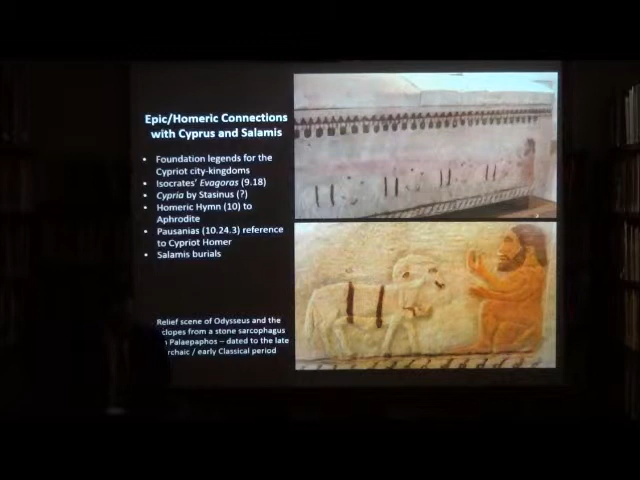 Epic/Homeric Connections
with Cyprus and Salamis
• Foundation legends for the
Cypriot city-kingdoms
• Isocrates' Evagoras (9.18)
• Cypria by Stasinus (?)
• Homeric Hymn (10) to
Aphrodite
• Pausanias (10.24.3) reference
to Cypriot Homer
• Salamis burials
Relief scene of Odysseus and the
clopes from a stone sarcophagus
Palaepaphos – dated to the late
rchaic / early Classical period